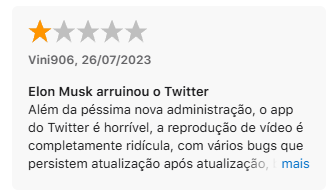 Vini906, 26/07/2023
Elon Musk arruinou o Twitter
Além da péssima nova administração, o app
do Twitter é horrível, a reprodução de vídeo é
completamente ridícula, com vários bugs que
persistem atualização após atualização, mais